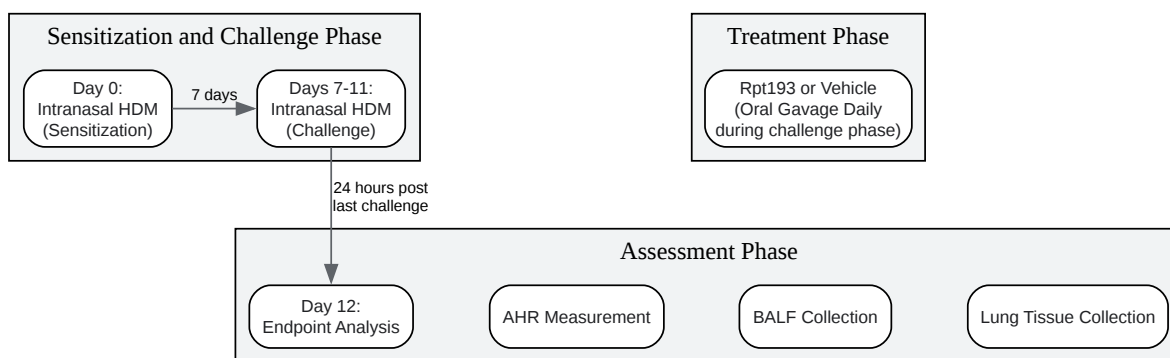 Sensitization and Challenge Phase
Day 0:
Intranasal HDM
(Sensitization)
7 days
Days 7-11:
Intranasal HDM
(Challenge)
Treatment Phase
Rpt193 or Vehicle
(Oral Gavage Daily
during challenge phase)
24 hours post
last challenge
Assessment Phase
Day 12:
Endpoint Analysis
AHR Measurement
BALF Collection
Lung Tissue Collection